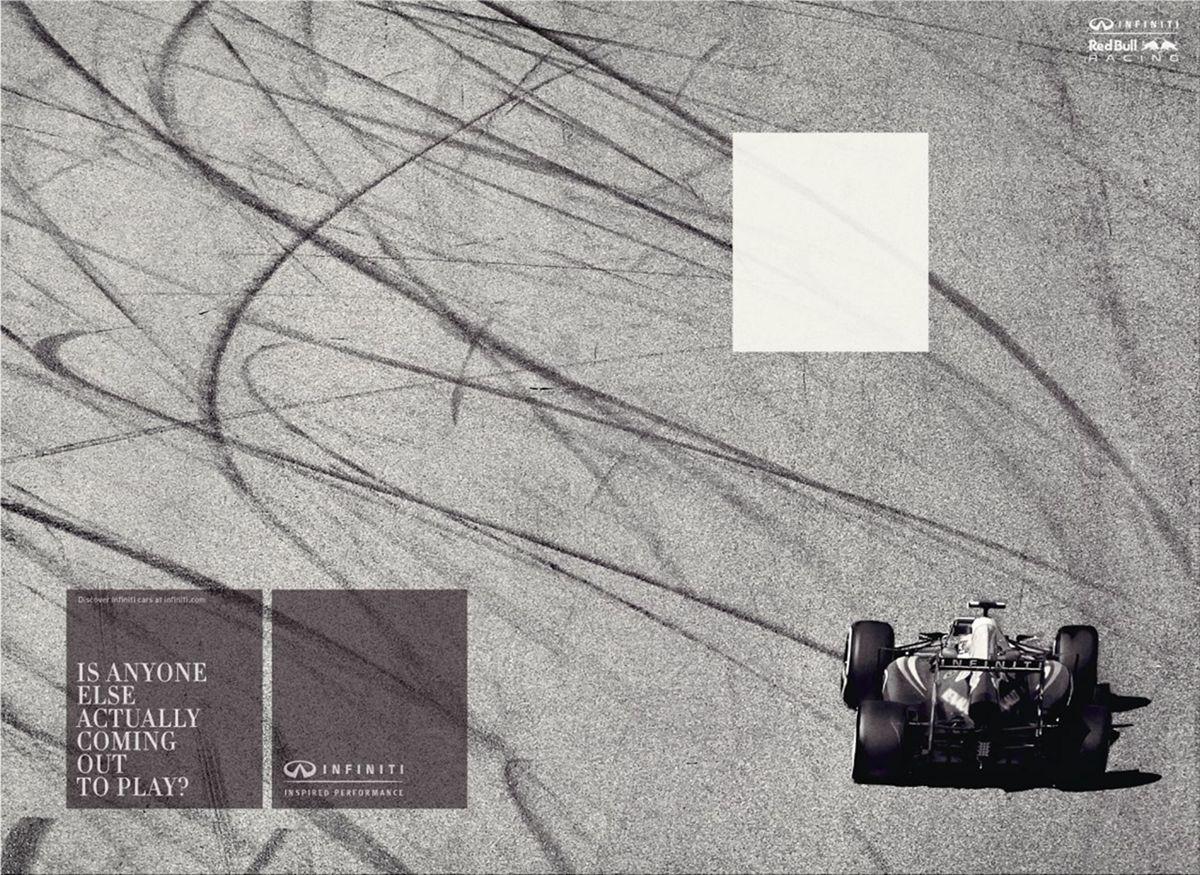 INFINITI
Red Bull
RACING
INFINITI
Discover Infiniti cars at infiniti.com
IS ANYONE
ELSE
ACTUALLY
COMING
OUT
TO PLAY?
INFINITI
INSPIRED PERFORMANCE